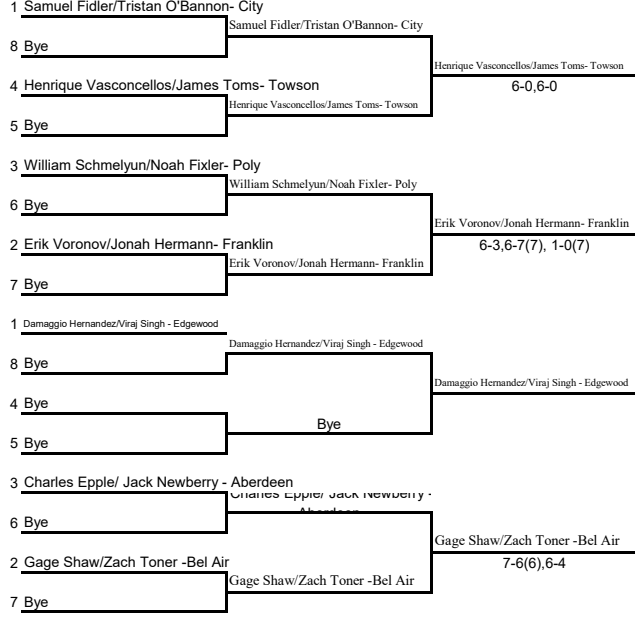 1 Samuel Fidler/Tristan O'Bannon- City
Samuel Fidler/Tristan O'Bannon- City
8 Bye
Henrique Vasconcellos/James Toms- Towson
6-0,6-0
4 Henrique Vasconcellos/James Toms- Towson
Henrique Vasconcellos/James Toms- Towson
5 Bye
3 William Schmelyun/Noah Fixler- Poly
William Schmelyun/Noah Fixler- Poly
6 Bye
Erik Voronov/Jonah Hermann- Franklin
6-3,6-7(7), 1-0(7)
2 Erik Voronov/Jonah Hermann- Franklin
Erik Voronov/Jonah Hermann- Franklin
7 Bye
1 Damaggio Hernandez/Viraj Singh - Edgewood
Damaggio Hernandez/Viraj Singh - Edgewood
8 Bye
Damaggio Hernandez/Viraj Singh - Edgewood
4 Bye
Bye
5 Bye
3 Charles Epple/ Jack Newberry - Aberdeen
Charles Epple/ Jack Newberry -
Aberdeen
6 Bye
Gage Shaw/Zach Toner -Bel Air
7-6(6),6-4
2 Gage Shaw/Zach Toner -Bel Air
Gage Shaw/Zach Toner -Bel Air
7 Bye